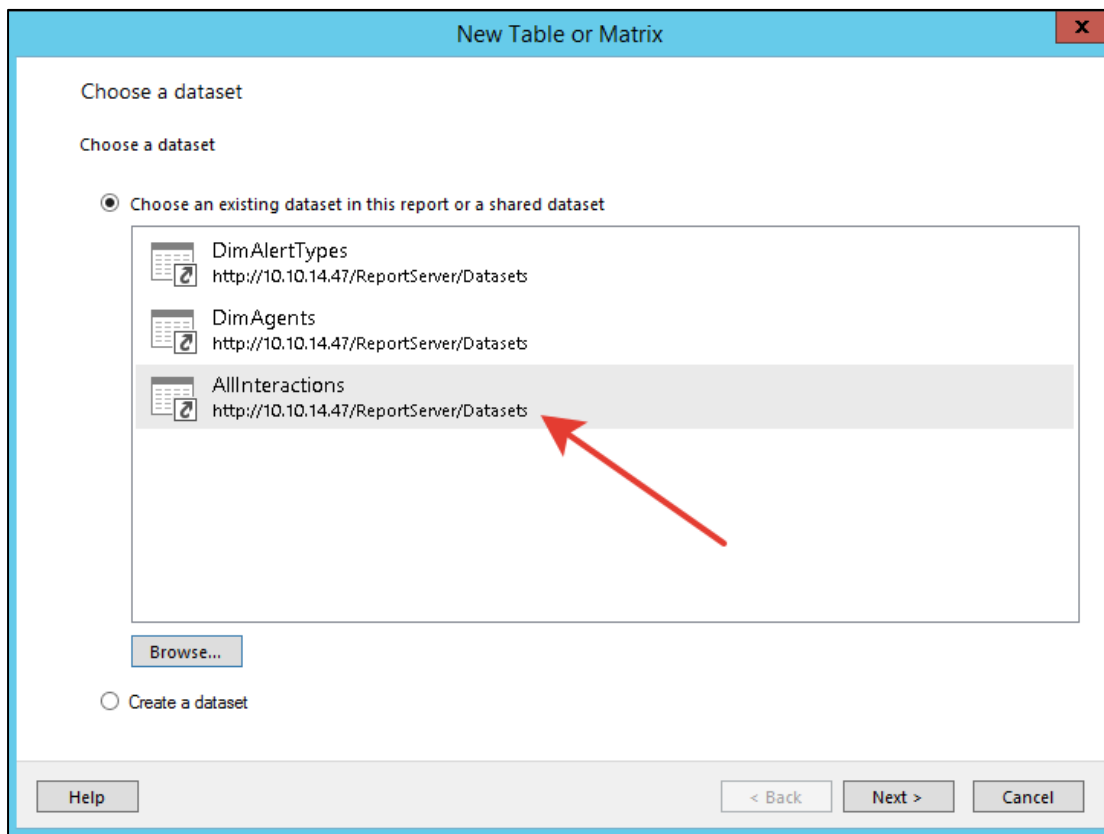 New Table or Matrix
x
Choose a dataset
Choose a dataset
Choose an existing dataset in this report or a shared dataset
DimAlertTypes
http://10.10.14.47/ReportServer/Datasets
DimAgents
http://10.10.14.47/ReportServer/Datasets
AllInteractions
http://10.10.14.47/ReportServer/Datasets
Browse...
Create a dataset
Help
< Back
Next >
Cancel